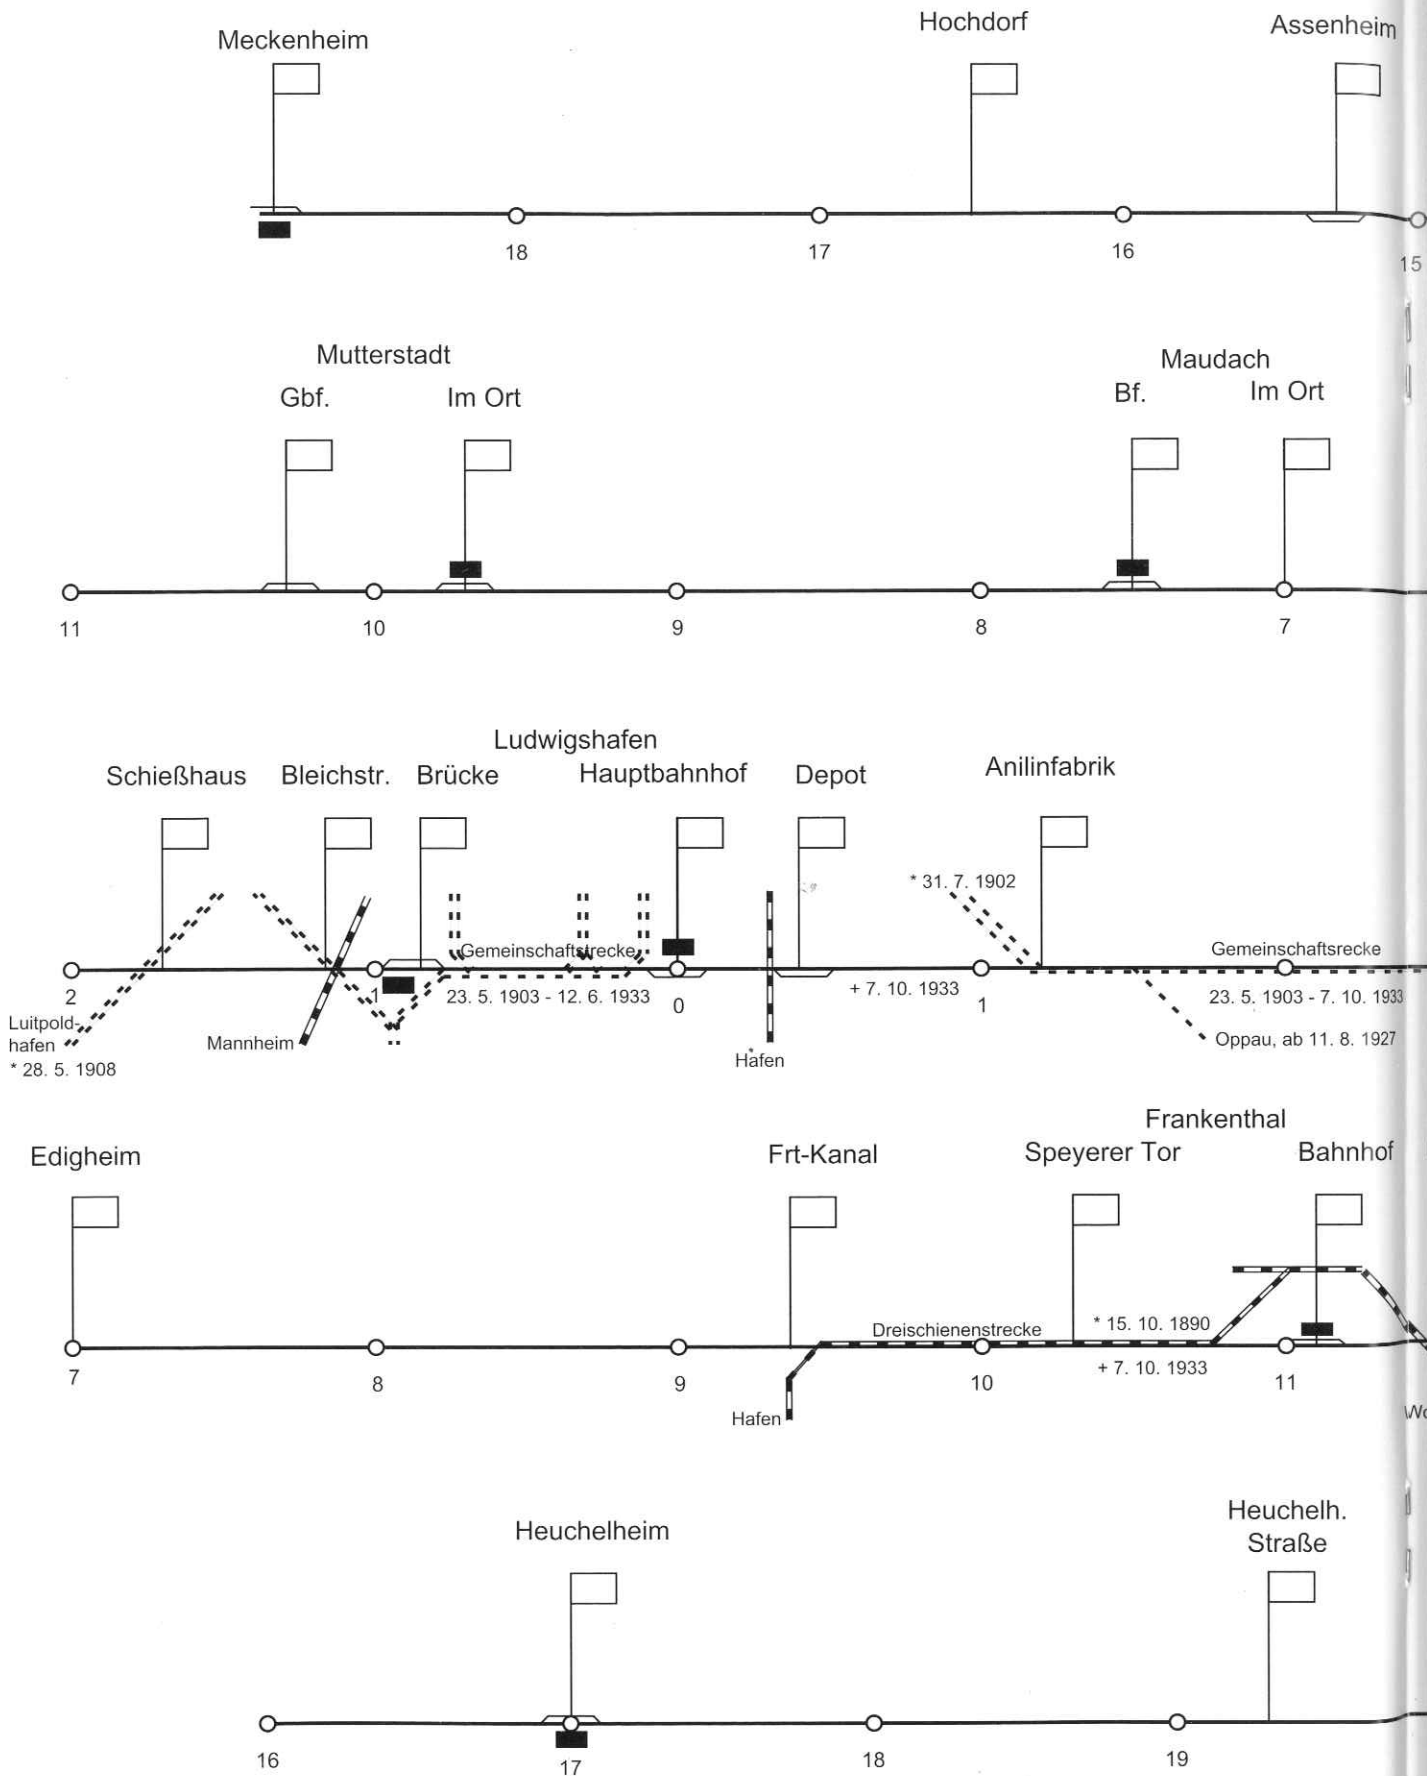 Meckenheim
Hochdorf
Assenheim
18
17
16
15
Mutterstadt
Gbf.
Im Ort
Maudach
Bf.
Im Ort
11
10
9
8
7
Ludwigshafen
Schießhaus
Bleichstr.
Brücke
Hauptbahnhof
Depot
Anilinfabrik
* 31. 7. 1902
Gemeinschaftstrecke
Gemeinschaftsrecke
2
1
23. 5. 1903 - 12. 6. 1933
0
+ 7. 10. 1933
1
23. 5. 1903 - 7. 10. 1933
Luitpold-
hafen
* 28. 5. 1908
Mannheim
Hafen
Oppau, ab 11. 8. 1927
Frankenthal
Edigheim
Frt-Kanal
Speyerer Tor
Bahnhof
Dreischienenstrecke
* 15. 10. 1890
+ 7. 10. 1933
7
8
9
10
11
Hafen
Heuchelheim
Heuchelh.
Straße
16
17
18
19